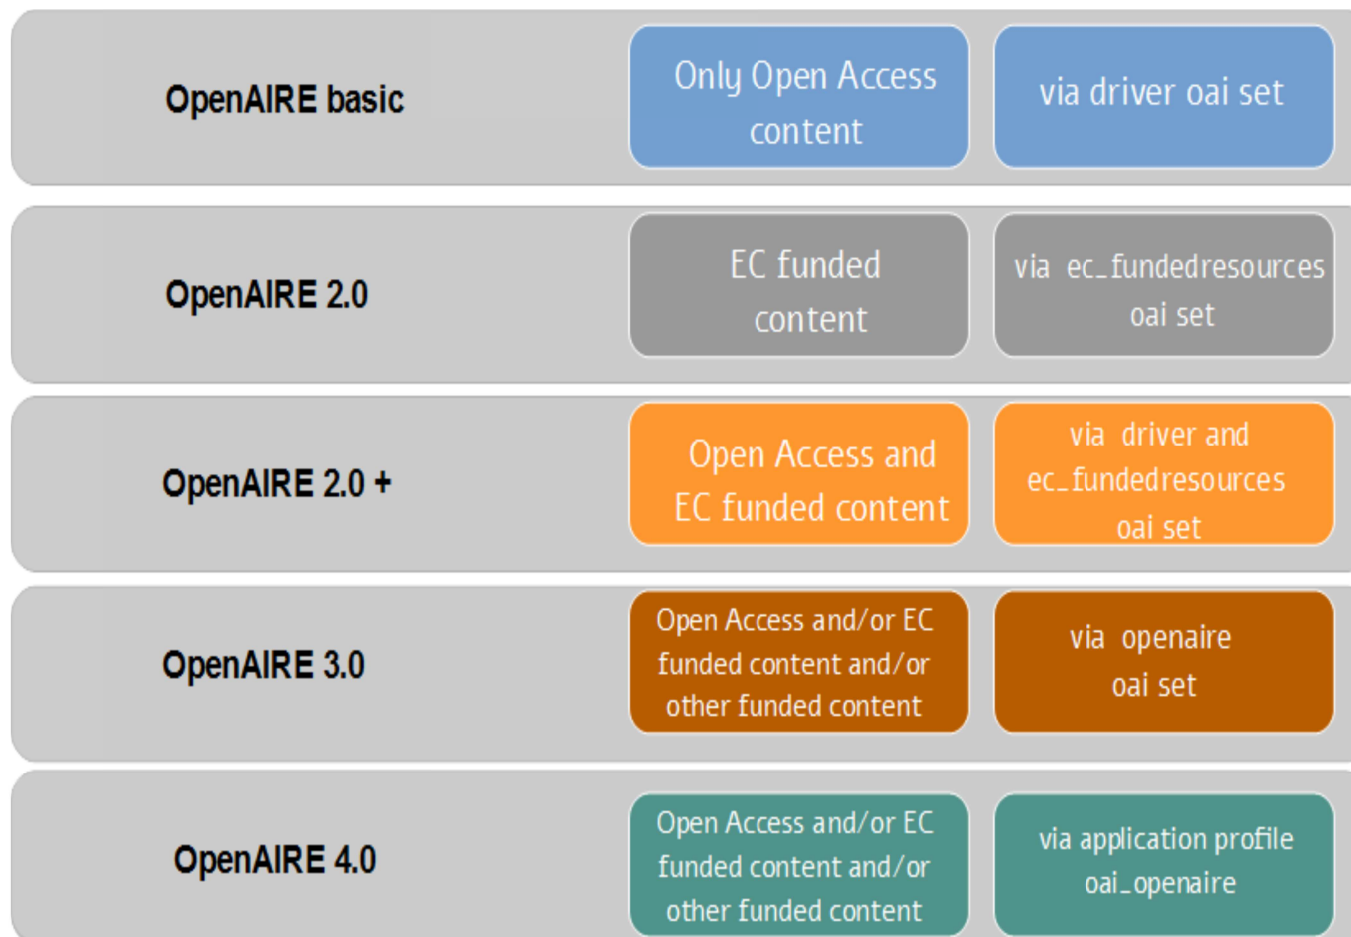 OpenAIRE basic
Only Open Access
content
via driver oai set
OpenAIRE 2.0
EC funded
content
via ec_fundedresources
oai set
OpenAIRE 2.0 +
Open Access and
EC funded content
via driver and
ec_fundedresources
oai set
OpenAIRE 3.0
Open Access and/or EC
funded content and/or
other funded content
via openaire
oai set
OpenAIRE 4.0
Open Access and/or EC
funded content and/or
other funded content
via application profile
oai_openaire